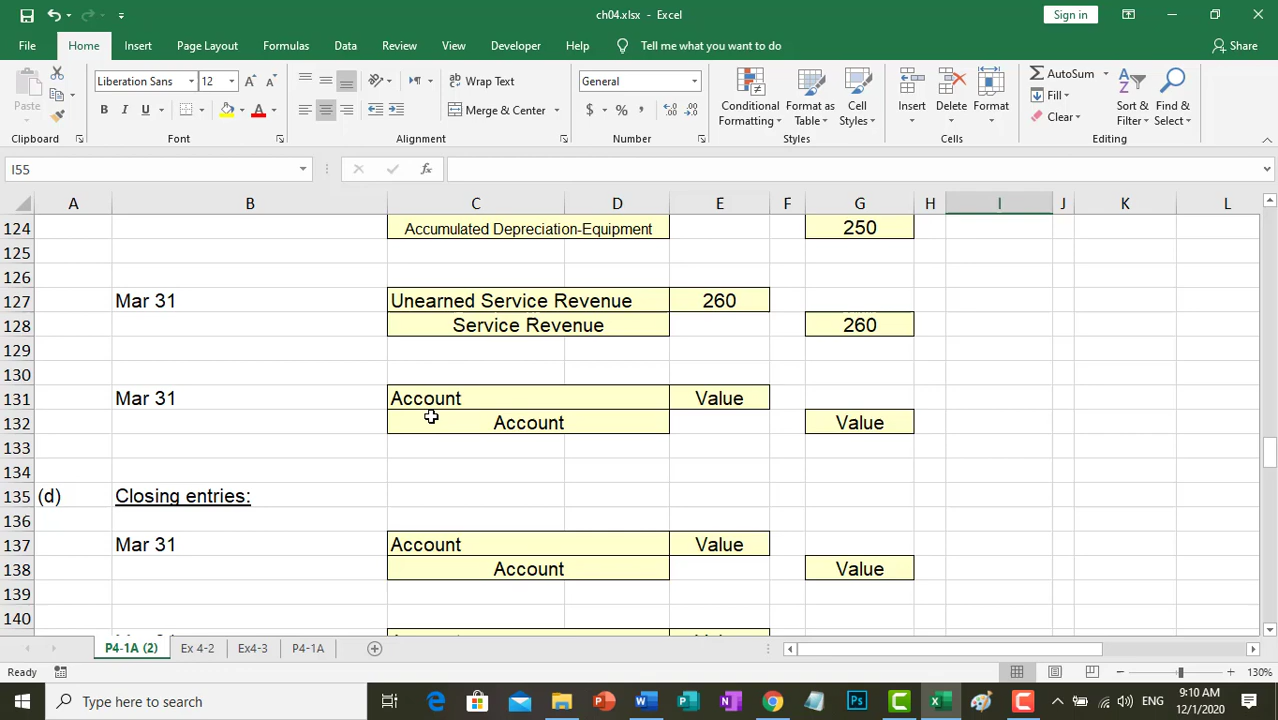 ch04.xlsx - Excel
Sign in
File Home Insert Page Layout Formulas Data Review View Developer Help Tell me what you want to do Share
Paste
Liberation Sans 12 A A
B I U A
Wrap Text
Merge & Center
General
$ % ,
Conditional Formatting
Format as Table
Cell Styles
Insert
Delete
Format
AutoSum
Fill
Clear
Sort & Filter
Find & Select
Clipboard Font Alignment Number Styles Cells Editing
I55 fx
A B C D E F G H I J K L
124 Accumulated Depreciation-Equipment 250
125
126
127 Mar 31 Unearned Service Revenue 260
128 Service Revenue 260
129
130
131 Mar 31 Account Value
132 Account Value
133
134
135 (d) Closing entries:
136
137 Mar 31 Account Value
138 Account Value
139
140
P4-1A (2) Ex 4-2 Ex4-3 P4-1A
Ready 130%
Type here to search
ENG
9:10 AM
12/1/2020